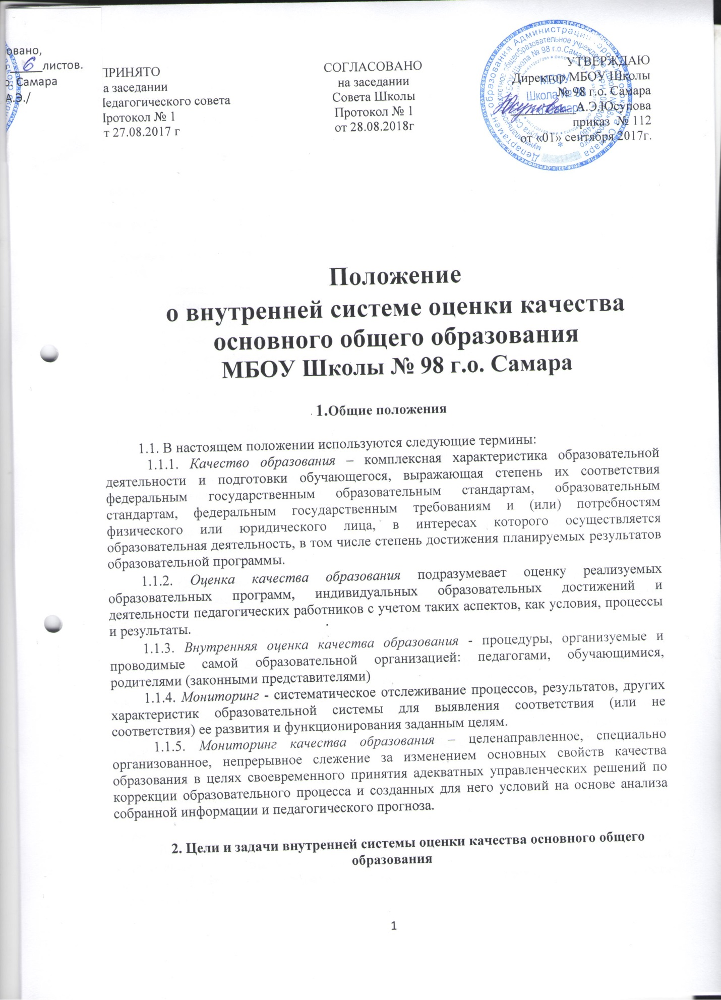 овано,
6 листов.
о. Самара
А.Э./
ПРИНЯТО
а заседании
Педагогического совета
Протокол № 1
т 27.08.2017 г
СОГЛАСОВАНО
на заседании
Совета Школы
Протокол № 1
от 28.08.2018г
УТВЕРЖДАЮ
Директор МБОУ Школы
№ 98 г.о. Самара
А.Э.Юсупова
приказ № 112
от «01» сентября 2017г.
МБОУ
Школа № 98
Положение
о внутренней системе оценки качества
основного общего образования
МБОУ Школы № 98 г.о. Самара
1.Общие положения
1.1. В настоящем положении используются следующие термины:
1.1.1. Качество образования – комплексная характеристика образовательной
деятельности и подготовки обучающегося, выражающая степень их соответствия
федеральным государственным образовательным стандартам, образовательным
стандартам, федеральным государственным требованиям и (или) потребностям
физического или юридического лица, в интересах которого осуществляется
образовательная деятельность, в том числе степень достижения планируемых результатов
образовательной программы.
1.1.2. Оценка качества образования подразумевает оценку реализуемых
образовательных программ, индивидуальных образовательных достижений и
деятельности педагогических работников с учетом таких аспектов, как условия, процессы
и результаты.
1.1.3. Внутренняя оценка качества образования - процедуры, организуемые и
проводимые самой образовательной организацией: педагогами, обучающимися,
родителями (законными представителями)
1.1.4. Мониторинг - систематическое отслеживание процессов, результатов, других
характеристик образовательной системы для выявления соответствия (или не
соответствия) ее развития и функционирования заданным целям.
1.1.5. Мониторинг качества образования – целенаправленное, специально
организованное, непрерывное слежение за изменением основных свойств качества
образования в целях своевременного принятия адекватных управленческих решений по
коррекции образовательного процесса и созданных для него условий на основе анализа
собранной информации и педагогического прогноза.
2. Цели и задачи внутренней системы оценки качества основного общего
образования
1